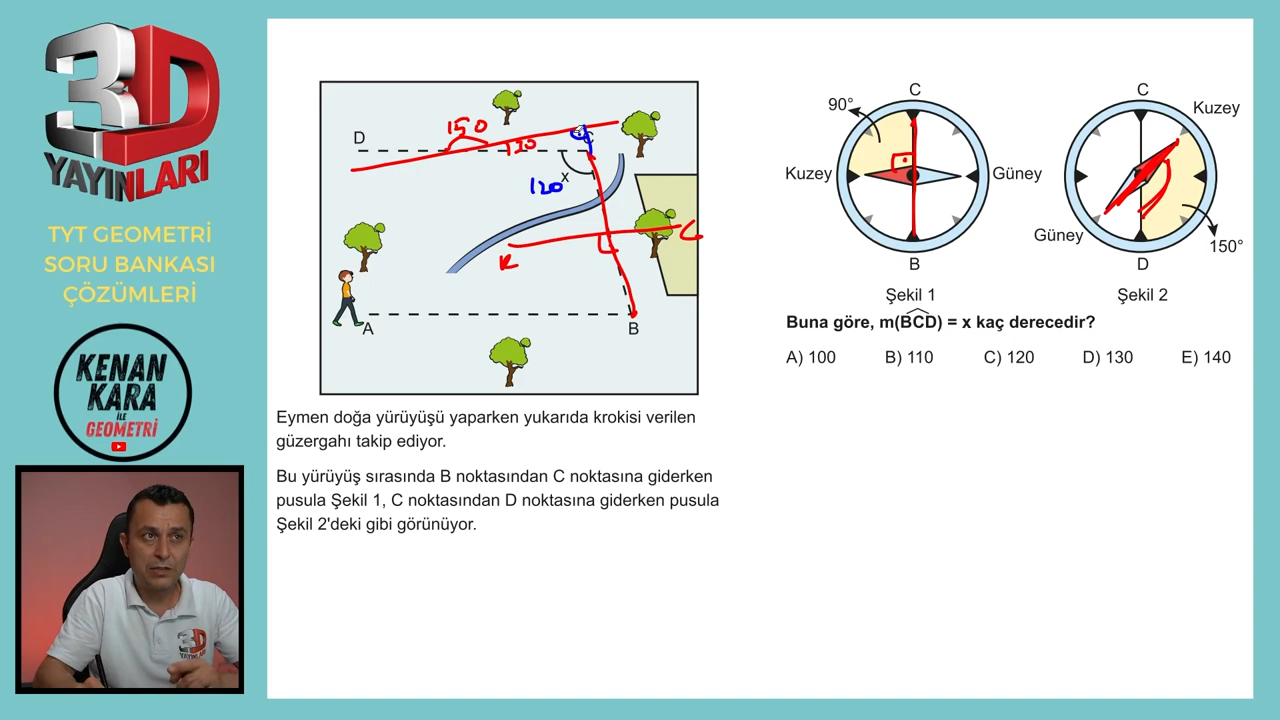 3D
YAYINLARI
TYT GEOMETRİ
SORU BANKASI
ÇÖZÜMLERİ
KENAN
KARA
İLE
GEOMETRİ
3D
YAYINLARI
D
150
120
C
120
x
K
G
A
B
Eymen doğa yürüyüşü yaparken yukarıda krokisi verilen
güzergahı takip ediyor.
Bu yürüyüş sırasında B noktasından C noktasına giderken
pusula Şekil 1, C noktasından D noktasına giderken pusula
Şekil 2'deki gibi görünüyor.
90°
C
Kuzey
Güney
B
Şekil 1
C
Kuzey
Güney
150°
D
Şekil 2
Buna göre, m(BCD) = x kaç derecedir?
A) 100 B) 110 C) 120 D) 130 E) 140